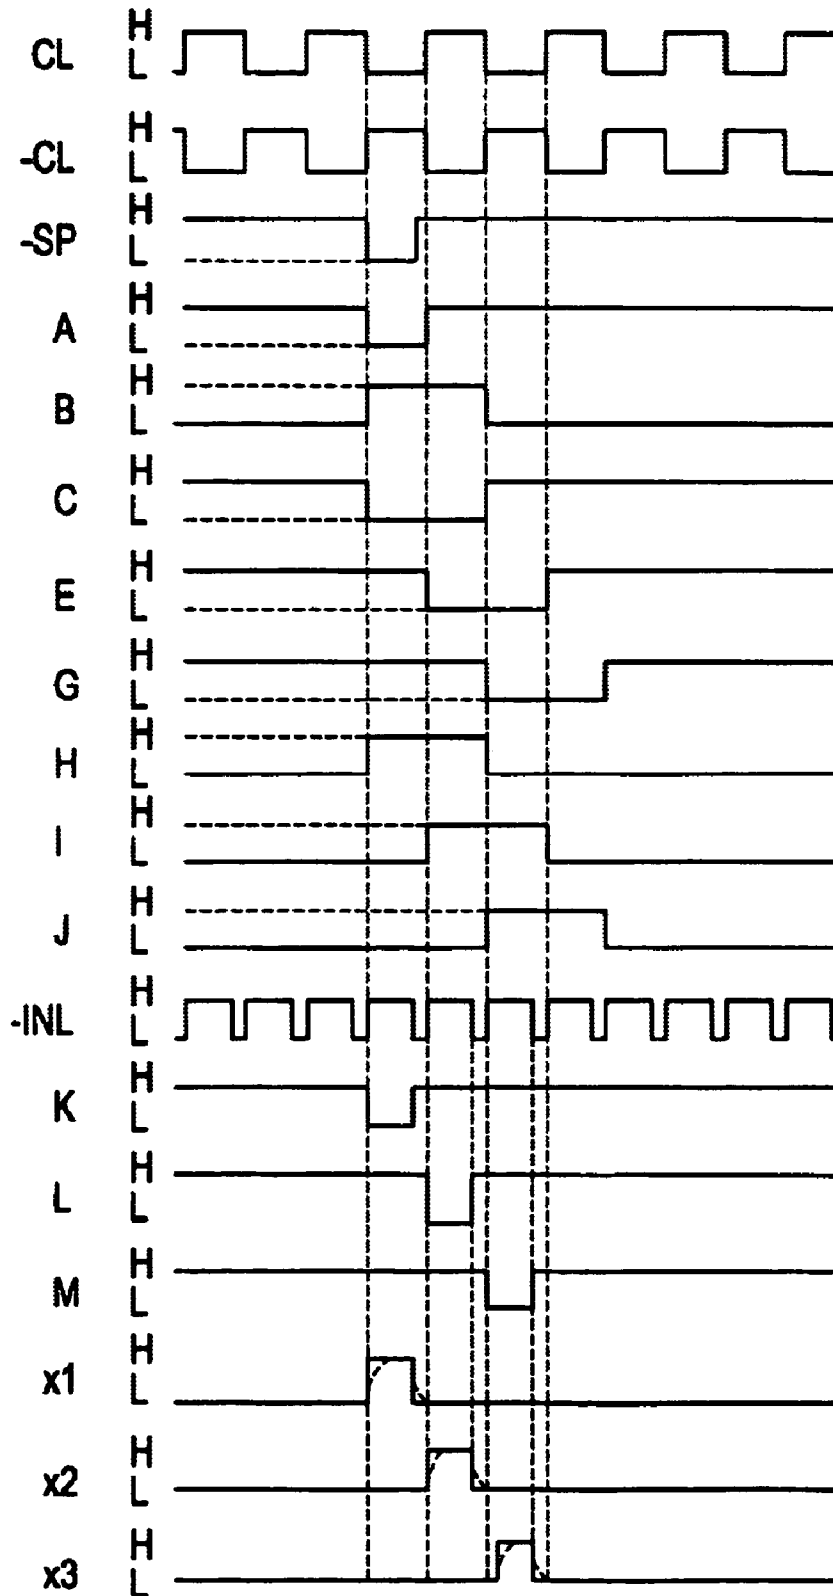 CL H L
-CL H L
-SP H L
A H L
B H L
C H L
E H L
G H L
H H L
I H L
J H L
-INL H L
K H L
L H L
M H L
x1 H L
x2 H L
x3 H L